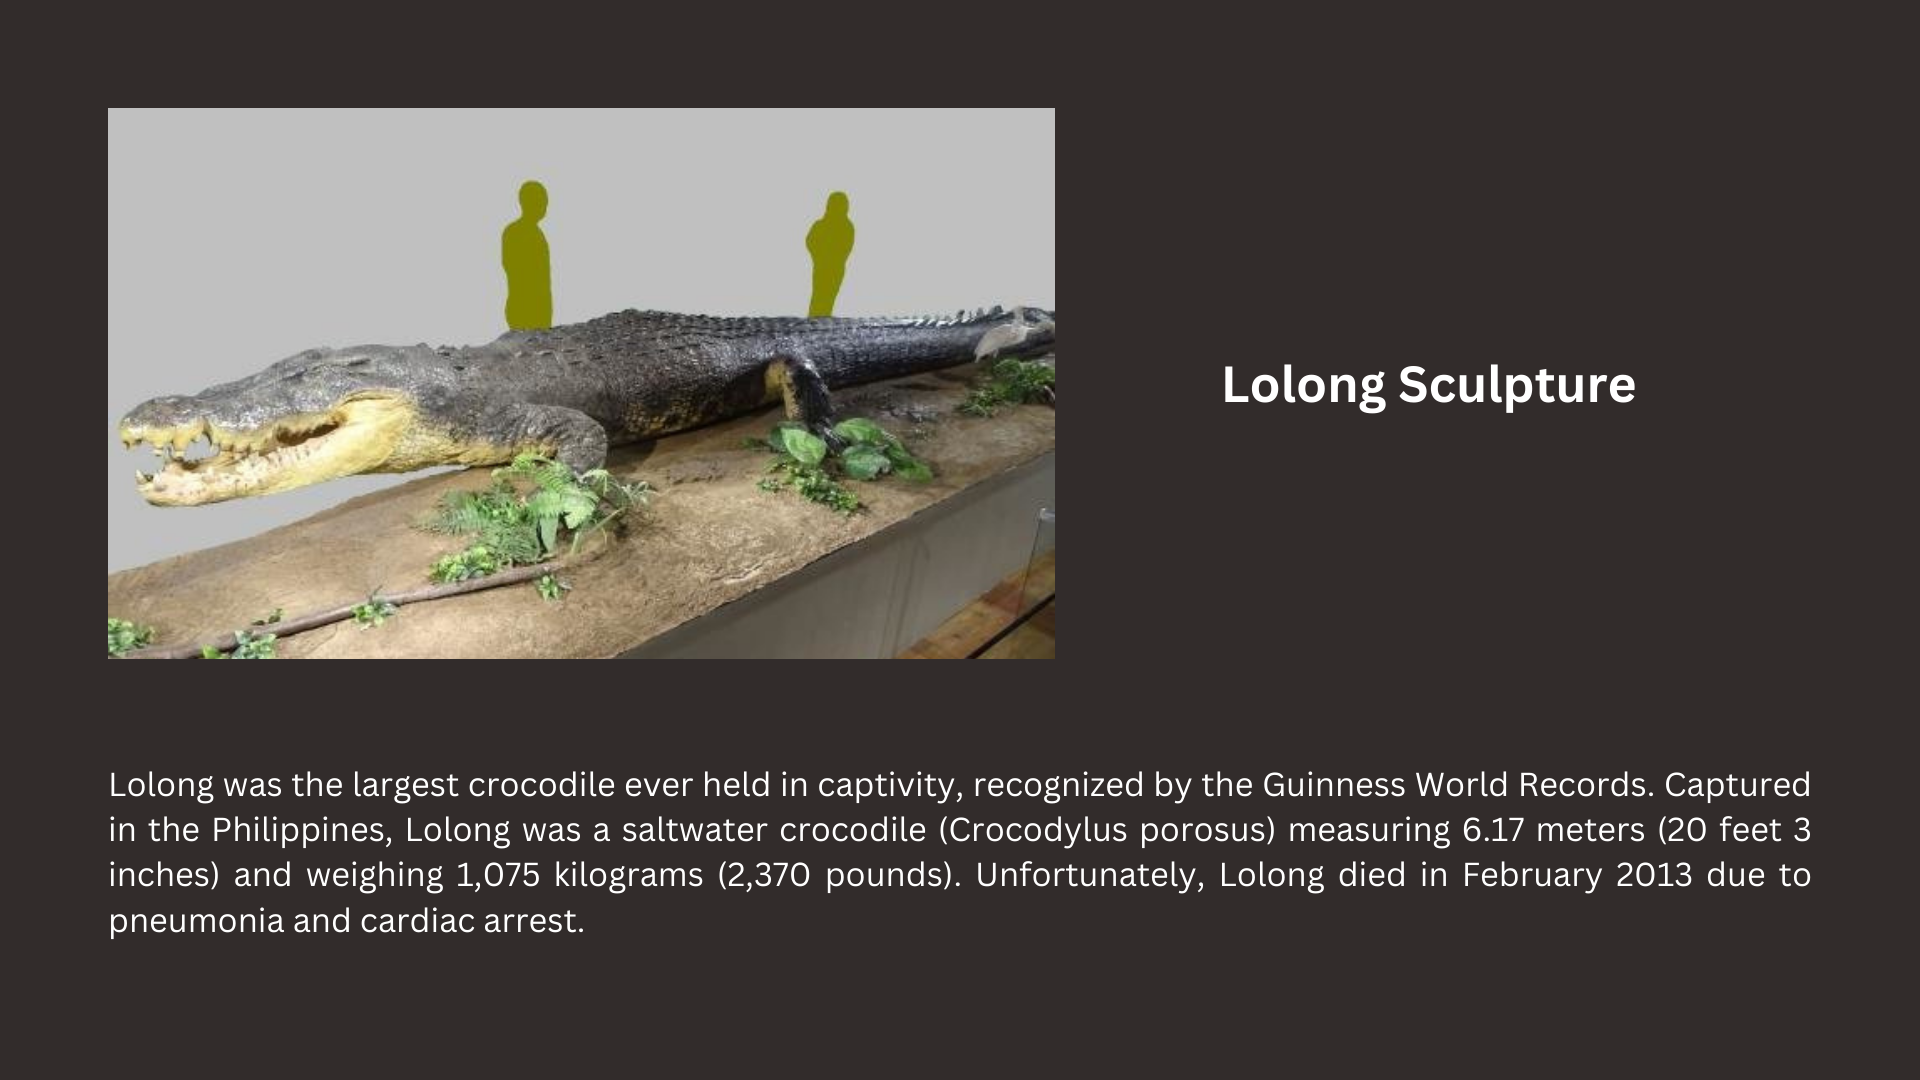 Lolong Sculpture
Lolong was the largest crocodile ever held in captivity, recognized by the Guinness World Records. Captured
in the Philippines, Lolong was a saltwater crocodile (Crocodylus porosus) measuring 6.17 meters (20 feet 3
inches) and weighing 1,075 kilograms (2,370 pounds). Unfortunately, Lolong died in February 2013 due to
pneumonia and cardiac arrest.